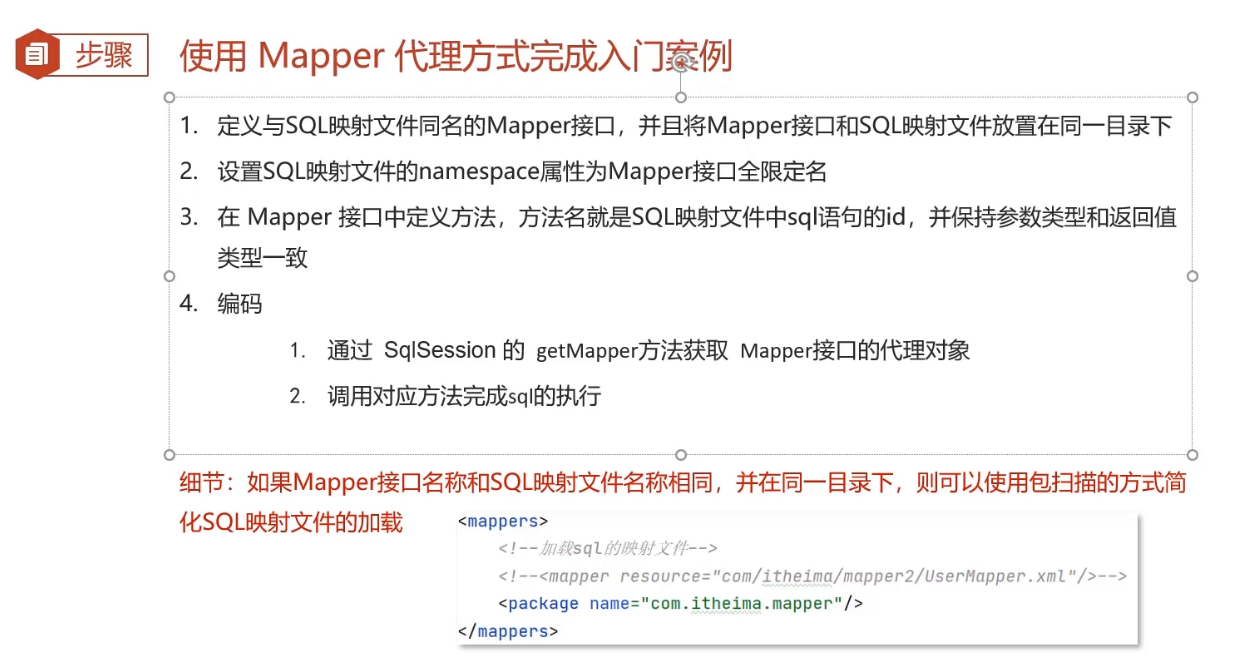 步骤
使用 Mapper 代理方式完成入门案例
1. 定义与SQL映射文件同名的Mapper接口，并且将Mapper接口和SQL映射文件放置在同一目录下
2. 设置SQL映射文件的namespace属性为Mapper接口全限定名
3. 在 Mapper 接口中定义方法，方法名就是SQL映射文件中sql语句的id，并保持参数类型和返回值
类型一致
4. 编码
1. 通过 SqlSession 的 getMapper方法获取 Mapper接口的代理对象
2. 调用对应方法完成sql的执行
细节：如果Mapper接口名称和SQL映射文件名称相同，并在同一目录下，则可以使用包扫描的方式简
化SQL映射文件的加载
<mappers>
<!--加载sql的映射文件-->
<!--<mapper resource="com/itheima/mapper2/UserMapper.xml"/>-->
<package name="com.itheima.mapper"/>
</mappers>